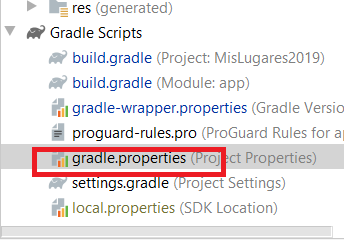 res (generated)
Gradle Scripts
build.gradle (Project: MisLugares2019)
build.gradle (Module: app)
gradle-wrapper.properties (Gradle Versio
proguard-rules.pro (ProGuard Rules for ap
gradle.properties (Project Properties)
settings.gradle (Project Settings)
local.properties (SDK Location)